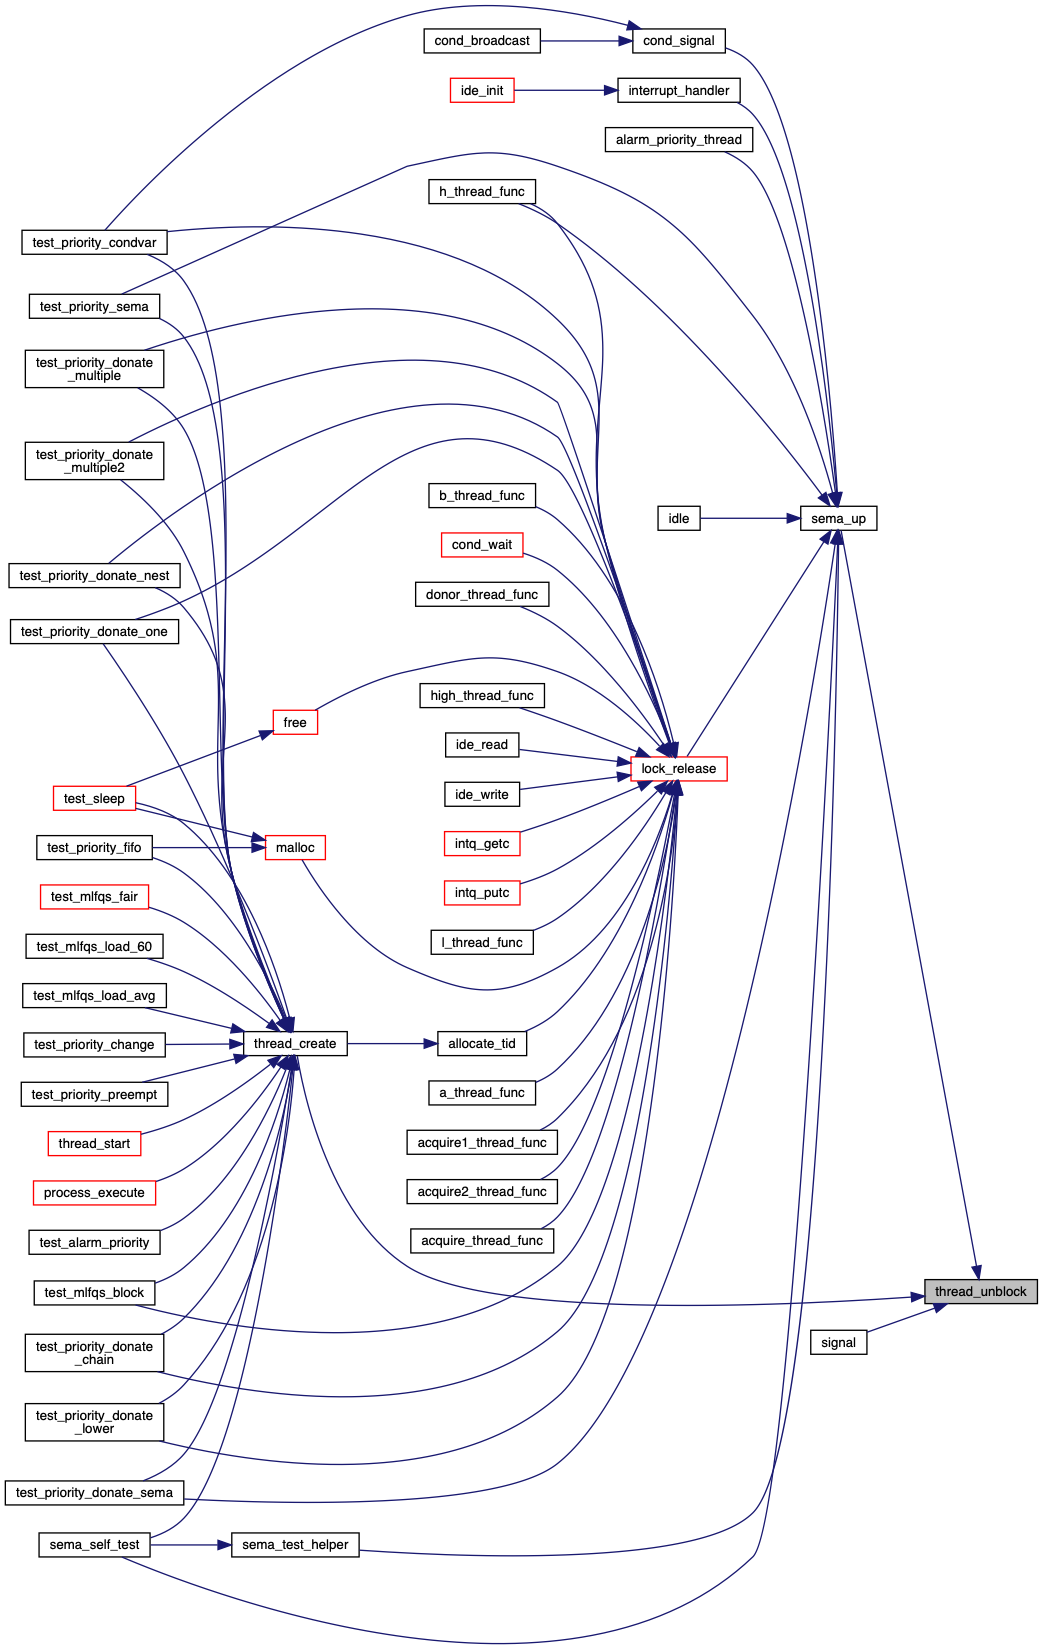 cond_broadcast
cond_signal
ide_init
interrupt_handler
alarm_priority_thread
h_thread_func
test_priority_condvar
test_priority_sema
test_priority_donate
_multiple
test_priority_donate
_multiple2
b_thread_func
idle
sema_up
cond_wait
test_priority_donate_nest
donor_thread_func
test_priority_donate_one
high_thread_func
free
ide_read
lock_release
test_sleep
ide_write
test_priority_fifo
malloc
intq_getc
test_mlfqs_fair
intq_putc
test_mlfqs_load_60
l_thread_func
test_mlfqs_load_avg
test_priority_change
thread_create
allocate_tid
test_priority_preempt
a_thread_func
thread_start
acquire1_thread_func
process_execute
acquire2_thread_func
test_alarm_priority
acquire_thread_func
test_mlfqs_block
thread_unblock
signal
test_priority_donate
_chain
test_priority_donate
_lower
test_priority_donate_sema
sema_self_test
sema_test_helper